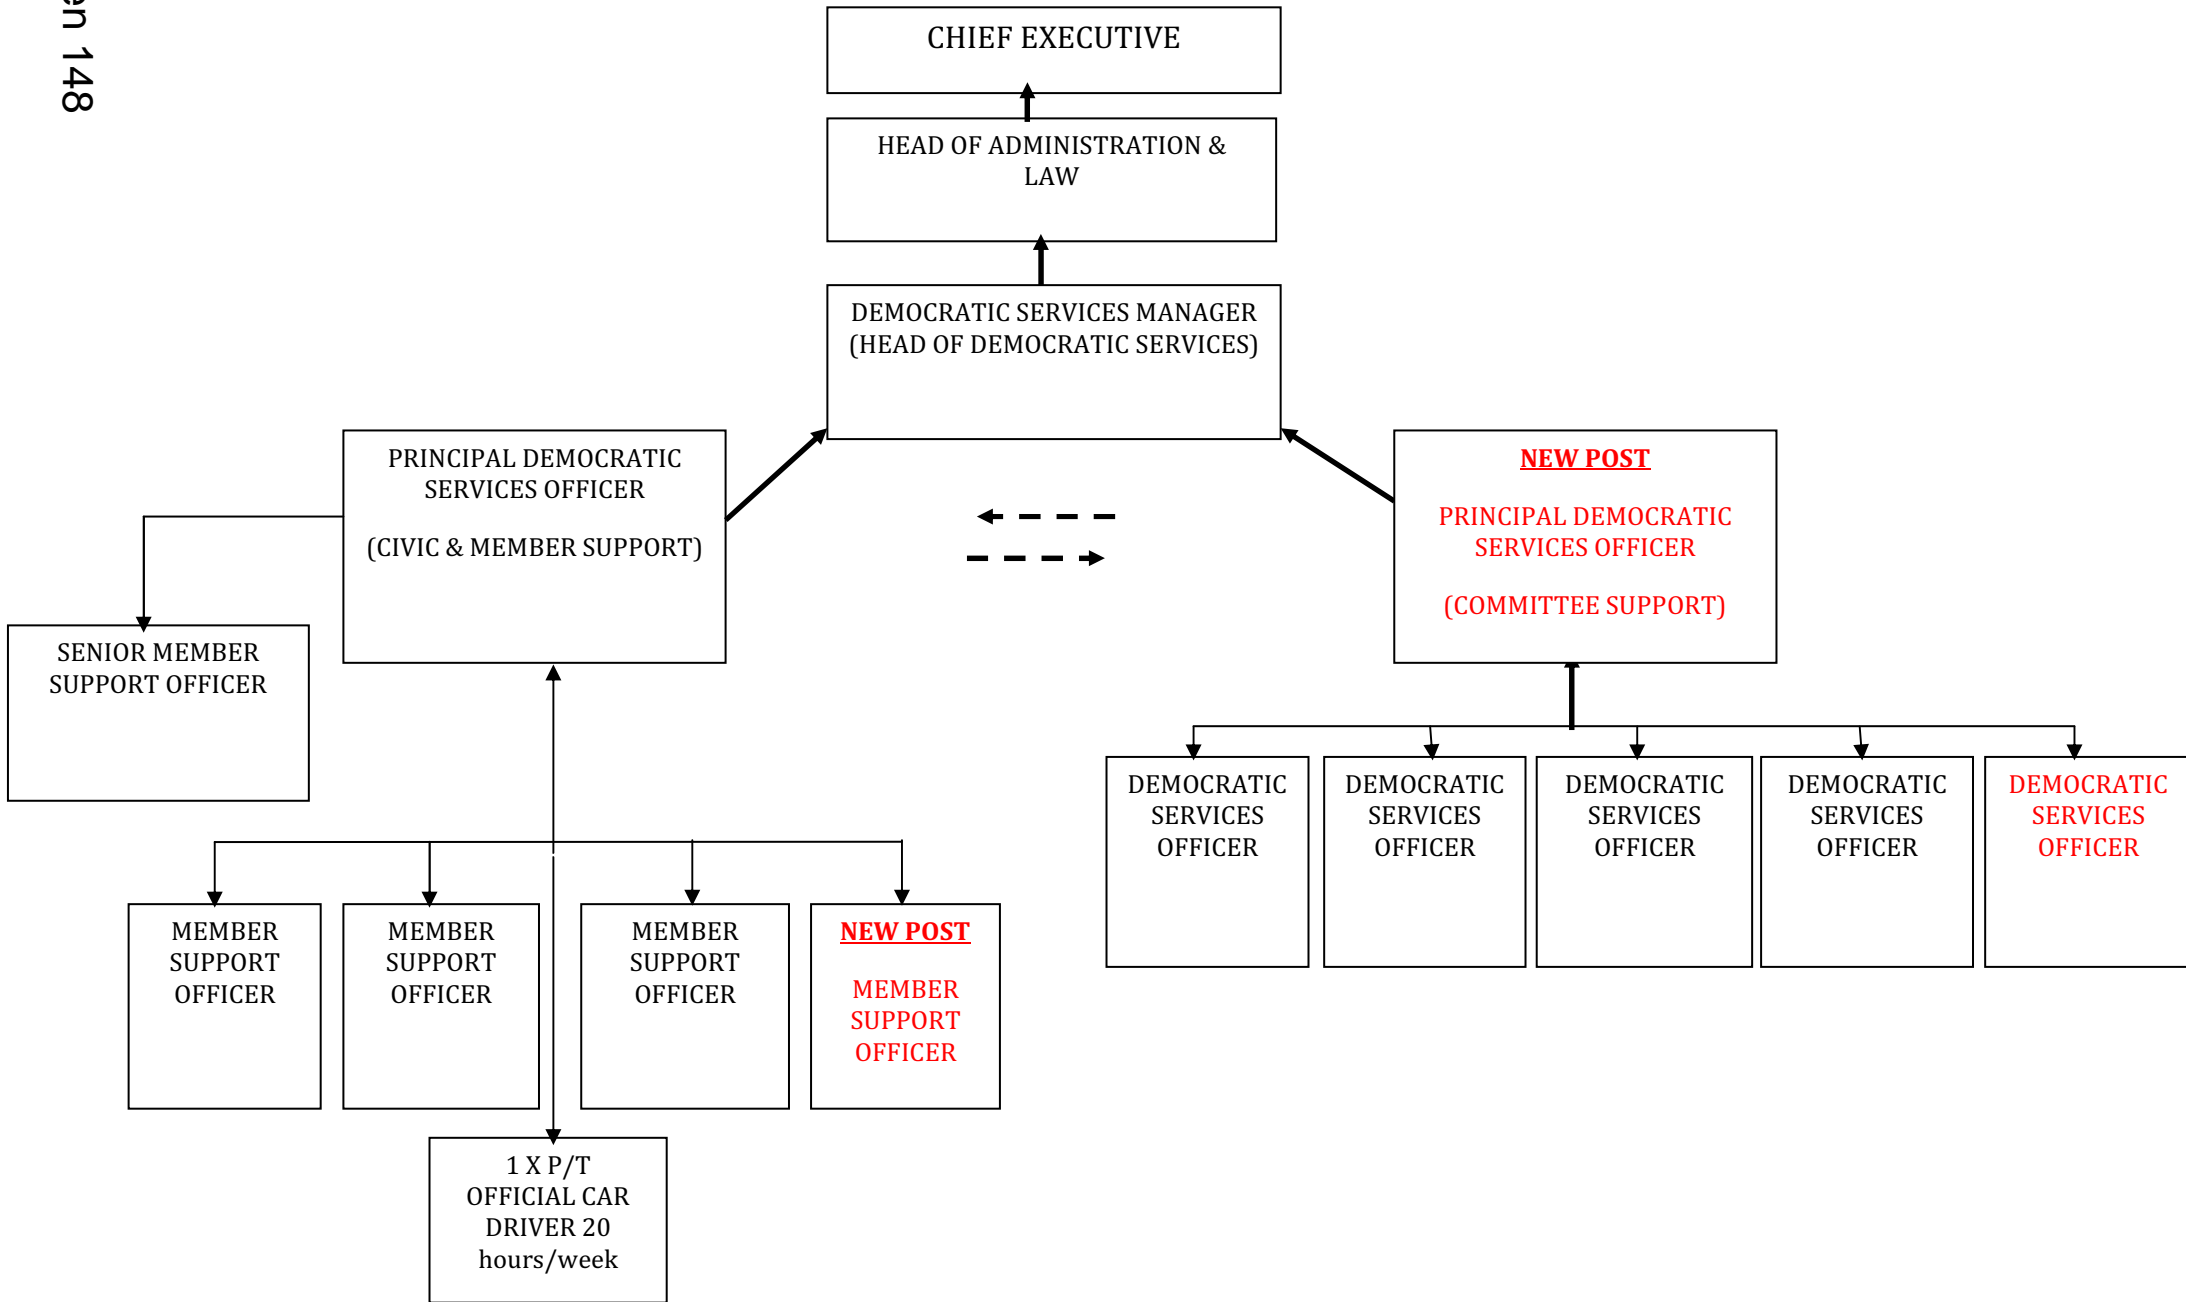 en 148
CHIEF EXECUTIVE
HEAD OF ADMINISTRATION &
LAW
DEMOCRATIC SERVICES MANAGER
(HEAD OF DEMOCRATIC SERVICES)
PRINCIPAL DEMOCRATIC
SERVICES OFFICER
(CIVIC & MEMBER SUPPORT)
NEW POST
PRINCIPAL DEMOCRATIC
SERVICES OFFICER
(COMMITTEE SUPPORT)
SENIOR MEMBER
SUPPORT OFFICER
DEMOCRATIC
SERVICES
OFFICER
DEMOCRATIC
SERVICES
OFFICER
DEMOCRATIC
SERVICES
OFFICER
DEMOCRATIC
SERVICES
OFFICER
DEMOCRATIC
SERVICES
OFFICER
MEMBER
SUPPORT
OFFICER
MEMBER
SUPPORT
OFFICER
MEMBER
SUPPORT
OFFICER
NEW POST
MEMBER
SUPPORT
OFFICER
1 X P/T
OFFICIAL CAR
DRIVER 20
hours/week